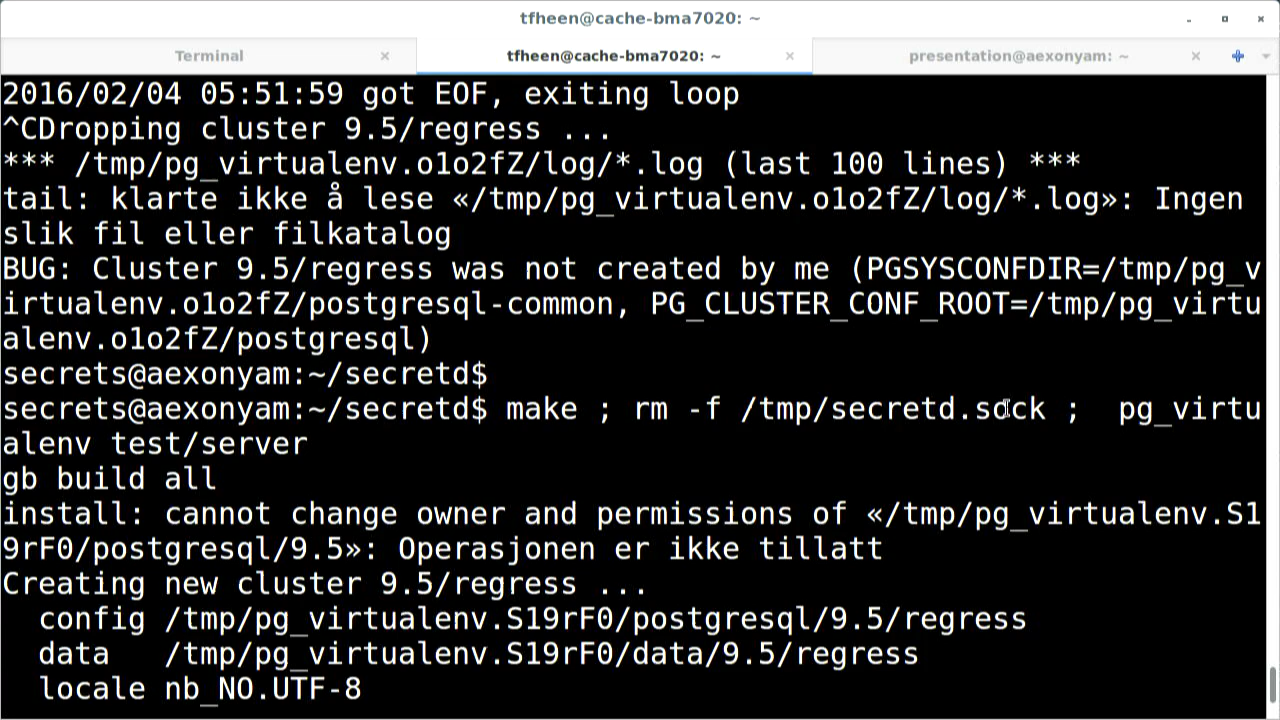 tfheen@cache-bma7020: ~
Terminal
tfheen@cache-bma7020: ~
presentation@aexonyam: ~
2016/02/04 05:51:59 got EOF, exiting loop
^CDropping cluster 9.5/regress ...
*** /tmp/pg_virtualenv.o1o2fZ/log/*.log (last 100 lines) ***
tail: klarte ikke å lese «/tmp/pg_virtualenv.o1o2fZ/log/*.log»: Ingen
slik fil eller filkatalog
BUG: Cluster 9.5/regress was not created by me (PGSYSCONFDIR=/tmp/pg_v
irtualenv.o1o2fZ/postgresql-common, PG_CLUSTER_CONF_ROOT=/tmp/pg_virtu
alenv.o1o2fZ/postgresql)
secrets@aexonyam:~/secretd$
secrets@aexonyam:~/secretd$ make ; rm -f /tmp/secretd.sock ;  pg_virtu
alenv test/server
gb build all
install: cannot change owner and permissions of «/tmp/pg_virtualenv.S1
9rF0/postgresql/9.5»: Operasjonen er ikke tillatt
Creating new cluster 9.5/regress ...
  config /tmp/pg_virtualenv.S19rF0/postgresql/9.5/regress
  data   /tmp/pg_virtualenv.S19rF0/data/9.5/regress
  locale nb_NO.UTF-8